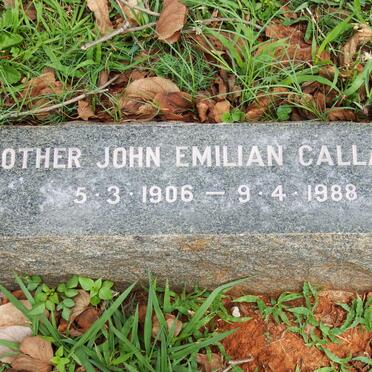 OTHER JOHN EMILIAN CALLA
5·3·1906 – 9·4·1988